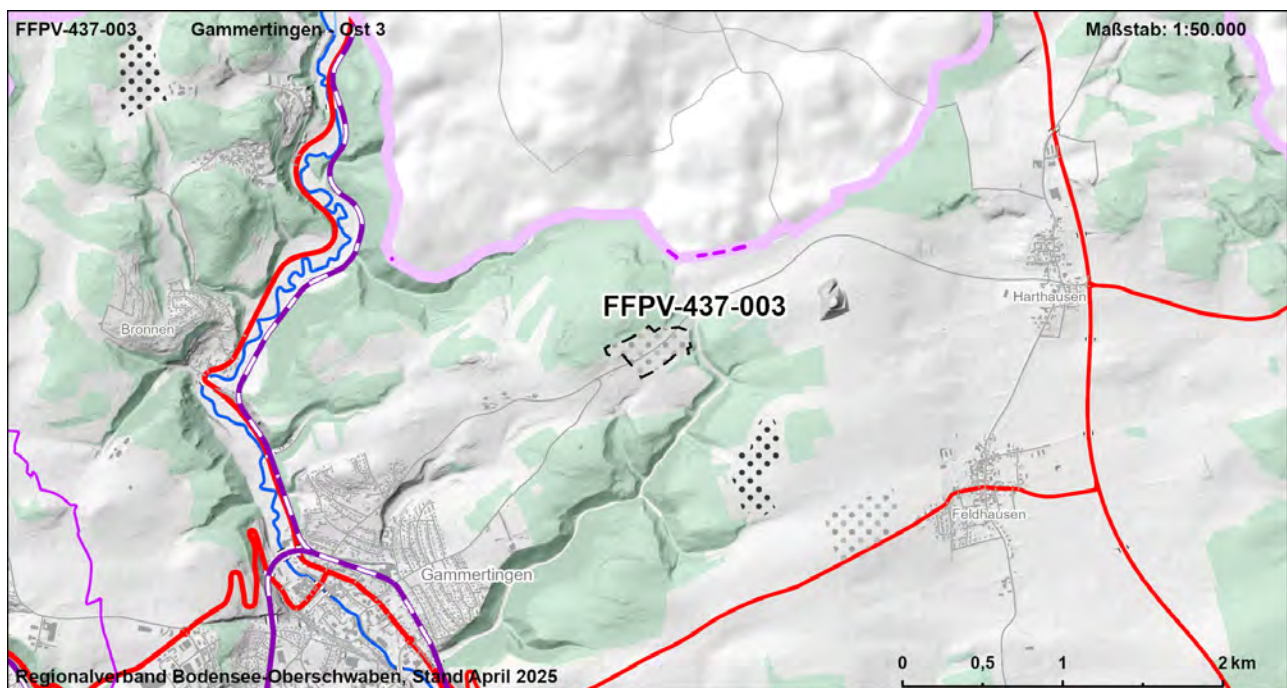 FFPV-437-003 Gammertingen - Ost 3 Maßstab: 1:50.000
FFPV-437-003
Harthausen
Bronnen
Feldhausen
Gammertingen
Regionalverband Bodensee-Oberschwaben, Stand April 2025
0 0,5 1 2 km